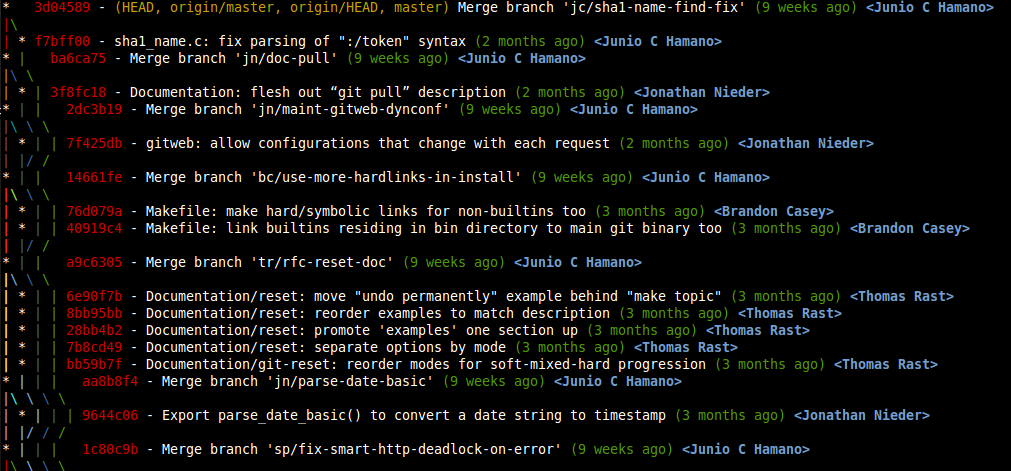 * 3d04589 - (HEAD, origin/master, origin/HEAD, master) Merge branch 'jc/sha1-name-find-fix' (9 weeks ago) <Junio C Hamano>
|\
| * f7bff00 - sha1_name.c: fix parsing of ":/token" syntax (2 months ago) <Junio C Hamano>
* | ba6ca75 - Merge branch 'jn/doc-pull' (9 weeks ago) <Junio C Hamano>
|\ \
| * | 3f8fc18 - Documentation: flesh out “git pull” description (2 months ago) <Jonathan Nieder>
* | | 2dc3b19 - Merge branch 'jn/maint-gitweb-dynconf' (9 weeks ago) <Junio C Hamano>
|\ \ \
| * | | 7f425db - gitweb: allow configurations that change with each request (2 months ago) <Jonathan Nieder>
| |/ /
* | | 14661fe - Merge branch 'bc/use-more-hardlinks-in-install' (9 weeks ago) <Junio C Hamano>
|\ \ \
| * | | 76d079a - Makefile: make hard/symbolic links for non-builtins too (3 months ago) <Brandon Casey>
| * | | 40919c4 - Makefile: link builtins residing in bin directory to main git binary too (3 months ago) <Brandon Casey>
| |/ /
* | | a9c6305 - Merge branch 'tr/rfc-reset-doc' (9 weeks ago) <Junio C Hamano>
|\ \ \
| * | | 6e90f7b - Documentation/reset: move "undo permanently" example behind "make topic" (3 months ago) <Thomas Rast>
| * | | 8bb95bb - Documentation/reset: reorder examples to match description (3 months ago) <Thomas Rast>
| * | | 28bb4b2 - Documentation/reset: promote 'examples' one section up (3 months ago) <Thomas Rast>
| * | | 7b8cd49 - Documentation/reset: separate options by mode (3 months ago) <Thomas Rast>
| * | | bb59b7f - Documentation/git-reset: reorder modes for soft-mixed-hard progression (3 months ago) <Thomas Rast>
* | | | aa8b8f4 - Merge branch 'jn/parse-date-basic' (9 weeks ago) <Junio C Hamano>
|\ \ \ \
| * | | | 9644c06 - Export parse_date_basic() to convert a date string to timestamp (3 months ago) <Jonathan Nieder>
| |/ / /
* | | | 1c80c9b - Merge branch 'sp/fix-smart-http-deadlock-on-error' (9 weeks ago) <Junio C Hamano>
|\ \ \ \